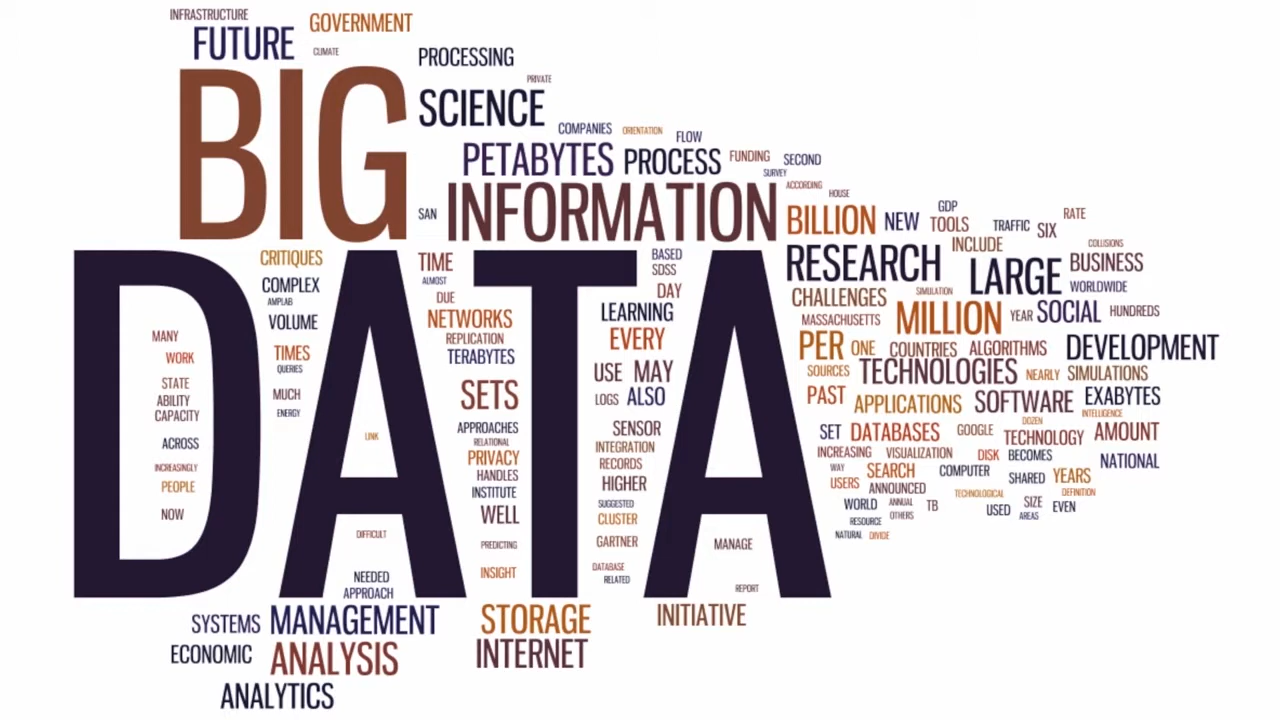 INFRASTRUCTURE
GOVERNMENT
FUTURE
CLIMATE
PROCESSING
PRIVATE
BIG
SCIENCE
COMPANIES ORIENTATION FLOW
PETABYTES PROCESS FUNDING SECOND
SURVEY
ACCORDING
HOUSE
SAN INFORMATION BILLION NEW GDP
TOOLS TRAFFIC SIX RATE
INCLUDE COLLISIONS
DATA
CRITIQUES TIME BASED RESEARCH LARGE BUSINESS
SDSS
COMPLEX ALMOST DAY WORLDWIDE
AMPLAB DUE CHALLENGES SIMULATION
VOLUME NETWORKS LEARNING MASSACHUSETTS MILLION YEAR SOCIAL HUNDREDS
MANY REPLICATION EVERY
WORK TIMES TERABYTES PER ONE COUNTRIES ALGORITHMS DEVELOPMENT
QUERIES USE MAY SOURCES TECHNOLOGIES NEARLY SIMULATIONS
STATE
ABILITY MUCH SETS LOGS ALSO PAST APPLICATIONS SOFTWARE EXABYTES
CAPACITY ENERGY INTELLIGENCE
DOZEN
ACROSS LINK APPROACHES SENSOR SET DATABASES GOOGLE TECHNOLOGY AMOUNT
RELATIONAL INTEGRATION INCREASING VISUALIZATION DISK BECOMES
INCREASINGLY PRIVACY RECORDS WAY SEARCH COMPUTER NATIONAL
PEOPLE HANDLES HIGHER USERS ANNOUNCED SHARED YEARS
INSTITUTE TECHNOLOGICAL DEFINITION
SUGGESTED WORLD ANNUAL TB USED SIZE EVEN
NOW WELL CLUSTER RESOURCE OTHERS AREAS
DIFFICULT PREDICTING GARTNER MANAGE NATURAL DIVIDE
NEEDED INSIGHT DATABASE
APPROACH RELATED REPORT
SYSTEMS MANAGEMENT STORAGE INITIATIVE
ECONOMIC ANALYSIS INTERNET
ANALYTICS